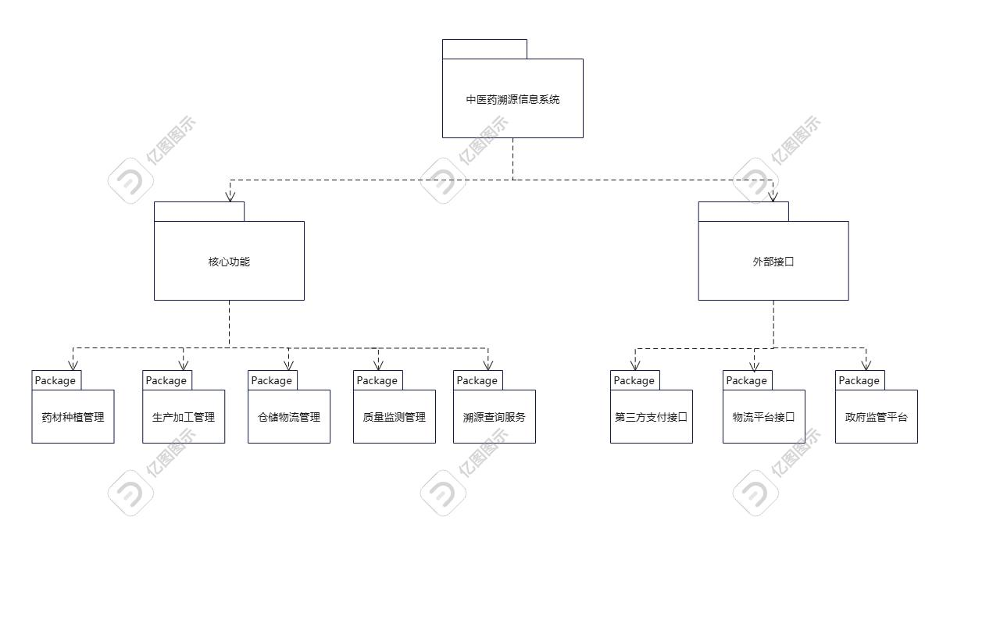 中医药溯源信息系统
亿图图示
亿图图示
亿图图示
核心功能
外部接口
Package
Package
Package
Package
Package
Package
Package
Package
药材种植管理
生产加工管理
仓储物流管理
质量监测管理
溯源查询服务
第三方支付接口
物流平台接口
政府监管平台
亿图图示
亿图图示
亿图图示